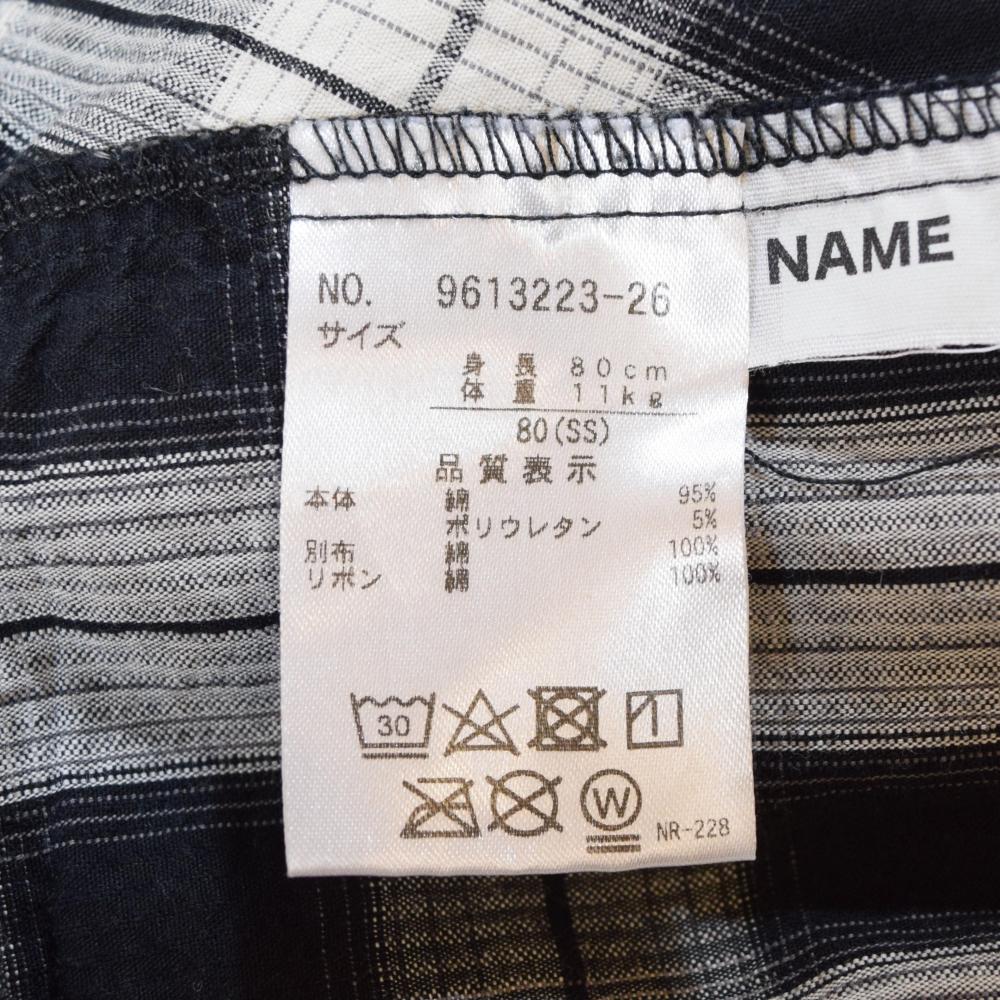 NAME
NO. 9613223-26
サイズ
身長 80cm
体重 11kg
80(SS)
品質表示
本体 綿 95%
ポリウレタン 5%
別布 綿 100%
リボン 綿 100%
30
W
NR-228